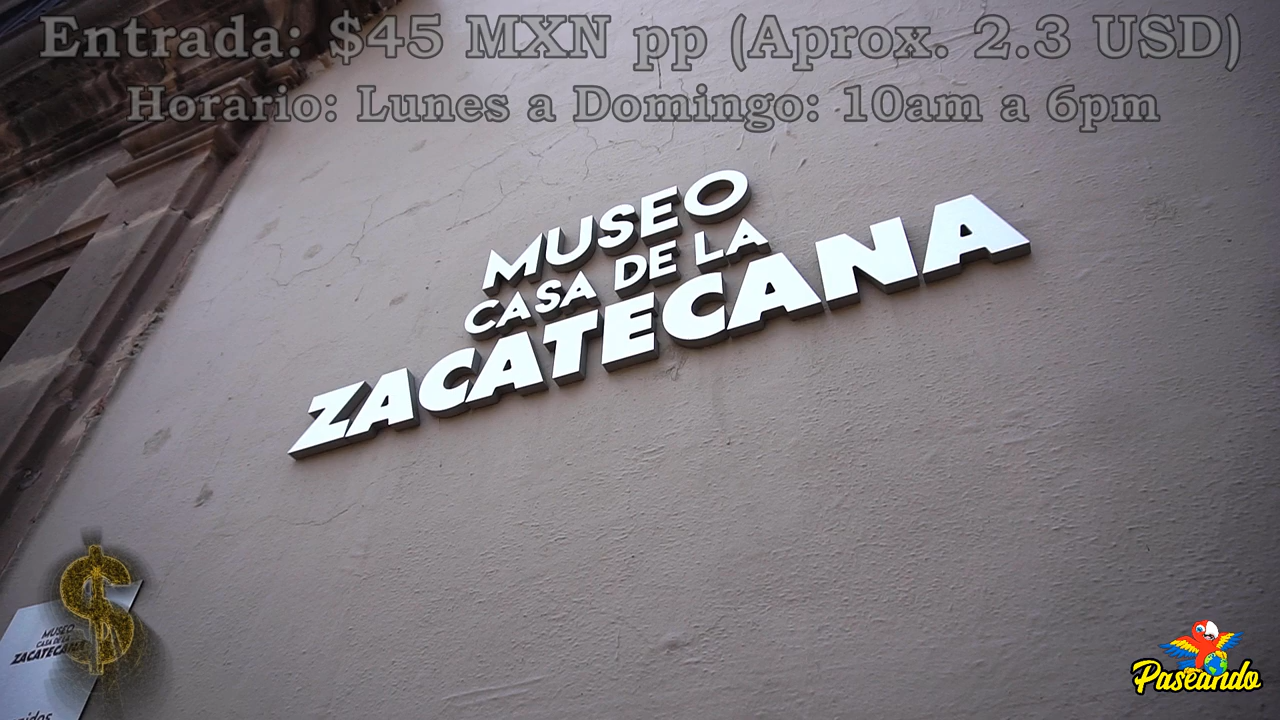 Entrada: $45 MXN pp (Aprox. 2.3 USD)
Horario: Lunes a Domingo: 10am a 6pm
MUSEO
CASA DE LA
ZACATECANA
MUSEO
CASA DE LA
ZACATECANA
Paseando